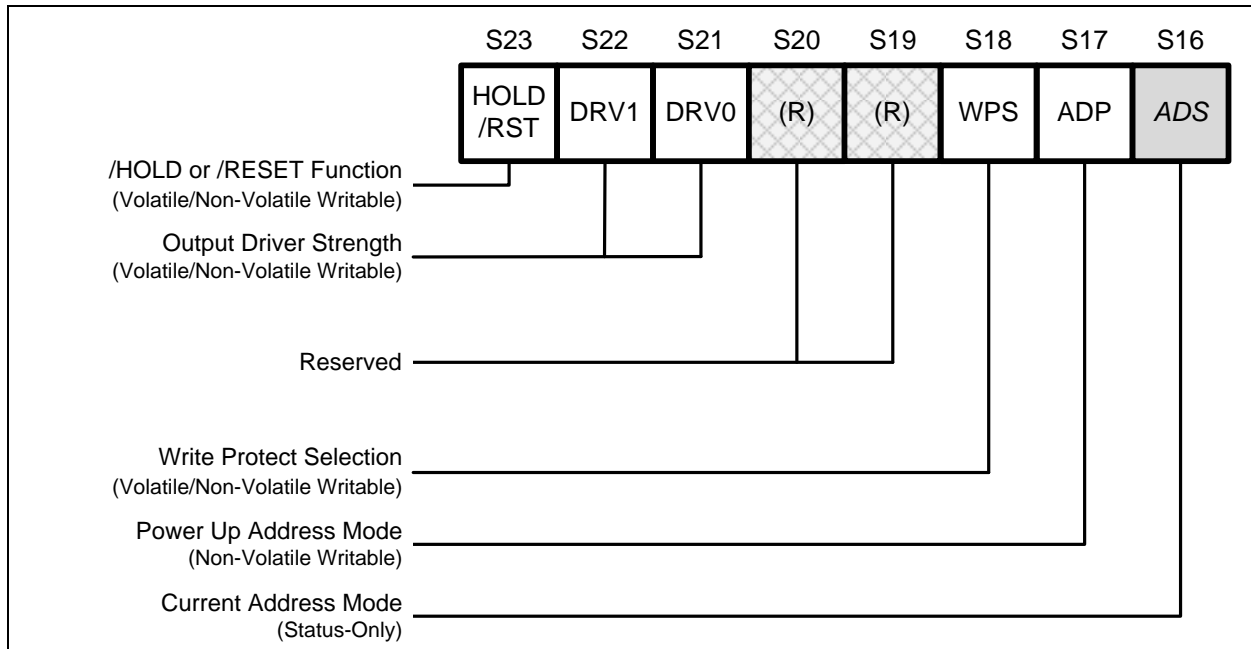 S23 S22 S21 S20 S19 S18 S17 S16
HOLD
/RST DRV1 DRV0 (R) (R) WPS ADP ADS
/HOLD or /RESET Function
(Volatile/Non-Volatile Writable)
Output Driver Strength
(Volatile/Non-Volatile Writable)
Reserved
Write Protect Selection
(Volatile/Non-Volatile Writable)
Power Up Address Mode
(Non-Volatile Writable)
Current Address Mode
(Status-Only)